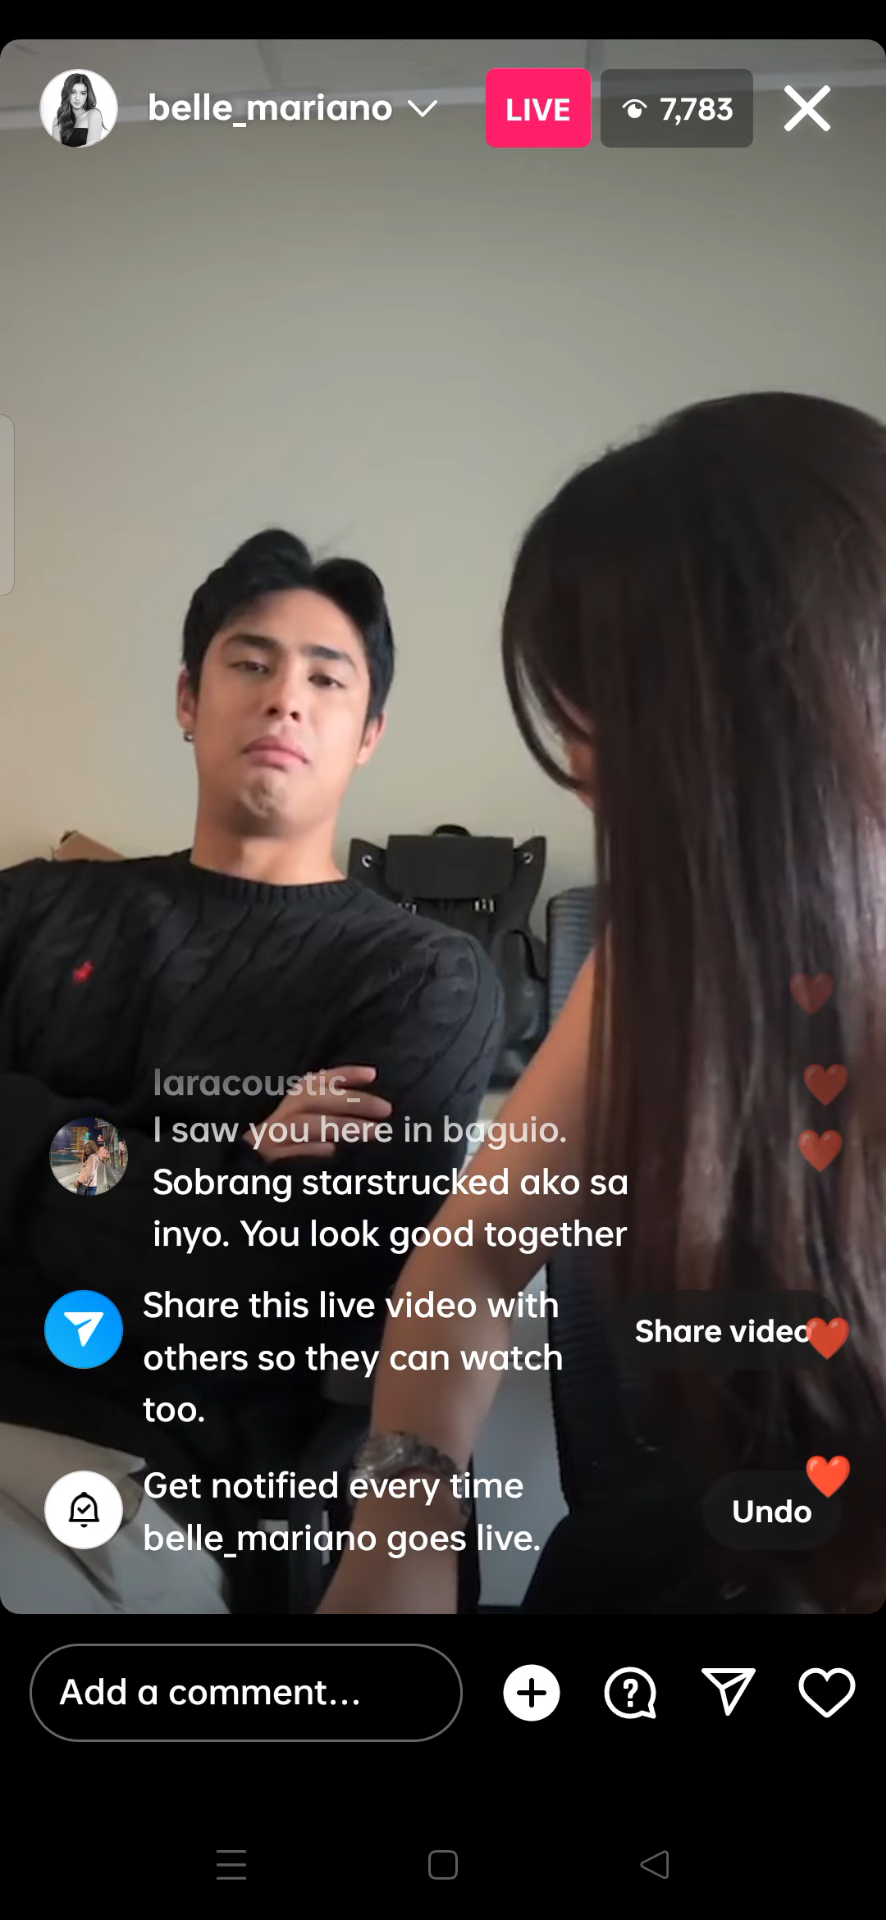 belle_mariano
LIVE
7,783
laracoustic_
I saw you here in baguio.
Sobrang starstrucked ako sa
inyo. You look good together
Share this live video with
others so they can watch
too.
Share video
Get notified every time
belle_mariano goes live.
Undo
Add a comment...